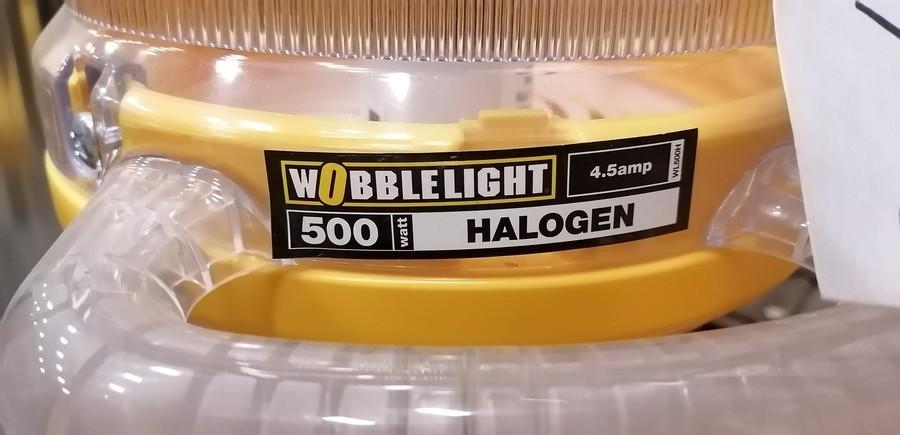 WOBBLELIGHT
4.5amp
WL500H
500 watt
HALOGEN